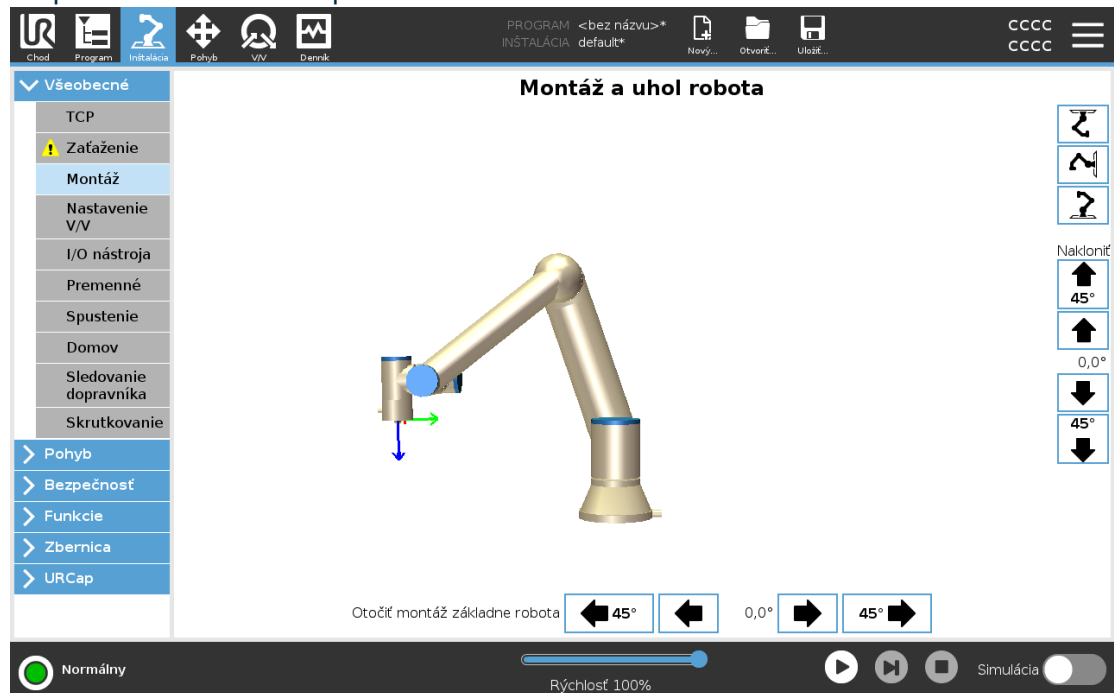 PROGRAM <bez názvu>*
INŠTALÁCIA default*
Chod
Program
Inštalácia
Pohyb
V/V
Denník
Nový...
Otvoriť...
Uložiť...
CCCC
CCCC
Všeobecné
TCP
Zaťaženie
Montáž
Nastavenie
V/V
I/O nástroja
Premenné
Spustenie
Domov
Sledovanie
dopravníka
Skrutkovanie
Pohyb
Bezpečnosť
Funkcie
Zbernica
URCap
Montáž a uhol robota
Nakloniť
45°
0,0°
45°
Otočiť montáž základne robota 45° 0,0° 45°
Normálny
Rýchlosť 100%
Simulácia